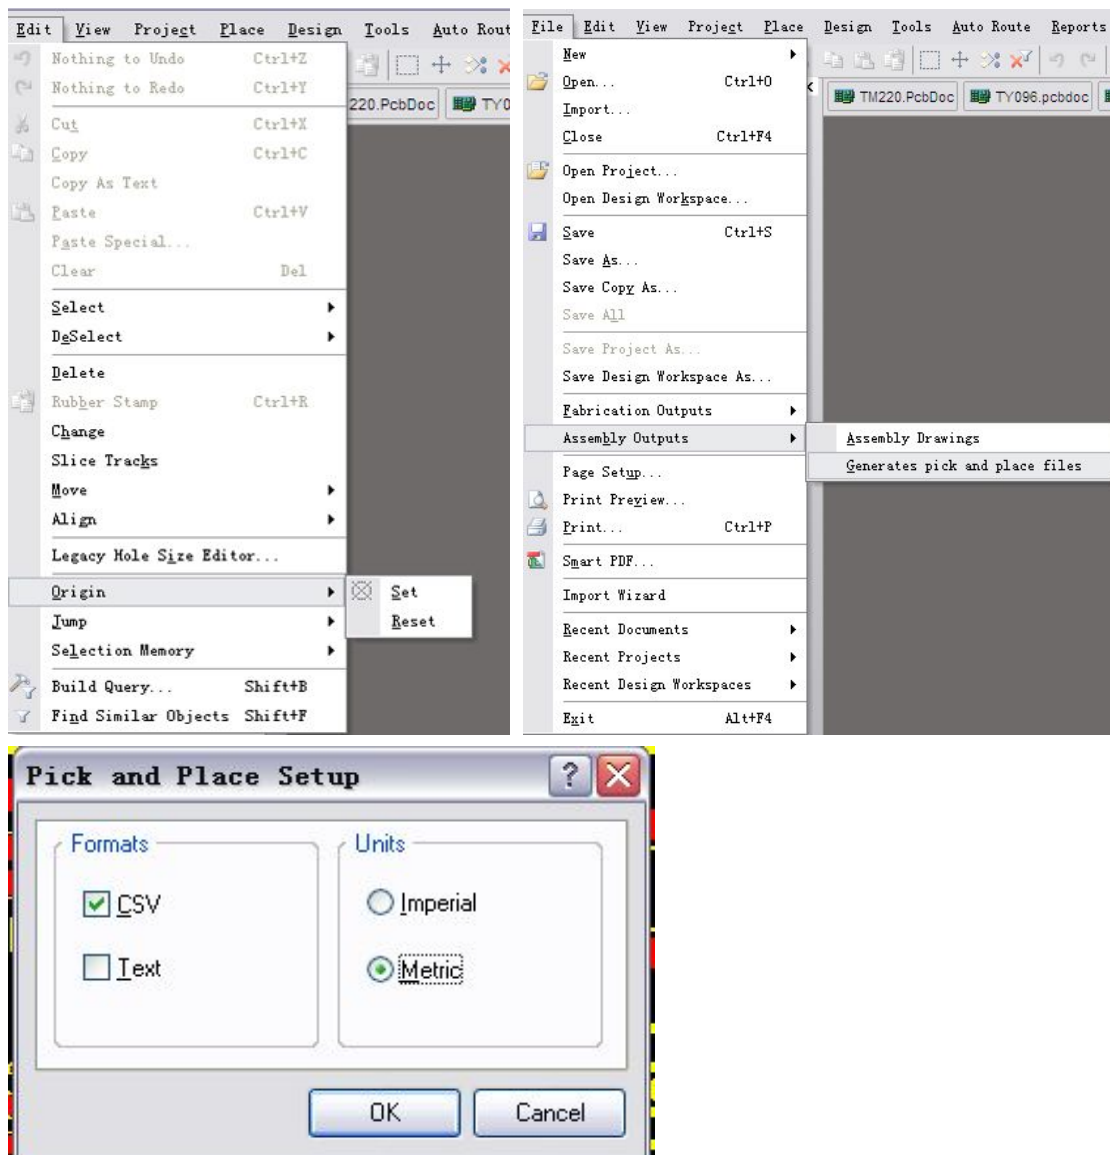 Edit View Project Place Design Tools Auto Rout
Nothing to Undo Ctrl+Z
Nothing to Redo Ctrl+Y
220.PcbDoc TY0
Cut Ctrl+X
Copy Ctrl+C
Copy As Text
Paste Ctrl+V
Paste Special...
Clear Del
Select
DeSelect
Delete
Rubber Stamp Ctrl+R
Change
Slice Tracks
Move
Align
Legacy Hole Size Editor...
Origin
Set
Jump
Reset
Selection Memory
Build Query... Shift+B
Find Similar Objects Shift+F
File Edit View Project Place Design Tools Auto Route Reports
New
Open... Ctrl+O
TM220.PcbDoc TY096.pcbdoc
Import...
Close Ctrl+F4
Open Project...
Open Design Workspace...
Save Ctrl+S
Save As...
Save Copy As...
Save All
Save Project As...
Save Design Workspace As...
Fabrication Outputs
Assembly Outputs
Assembly Drawings
Generates pick and place files
Page Setup...
Print Preview...
Print... Ctrl+P
Smart PDF...
Import Wizard
Recent Documents
Recent Projects
Recent Design Workspaces
Exit Alt+F4
Pick and Place Setup
Formats
CSV
Text
Units
Imperial
Metric
OK Cancel